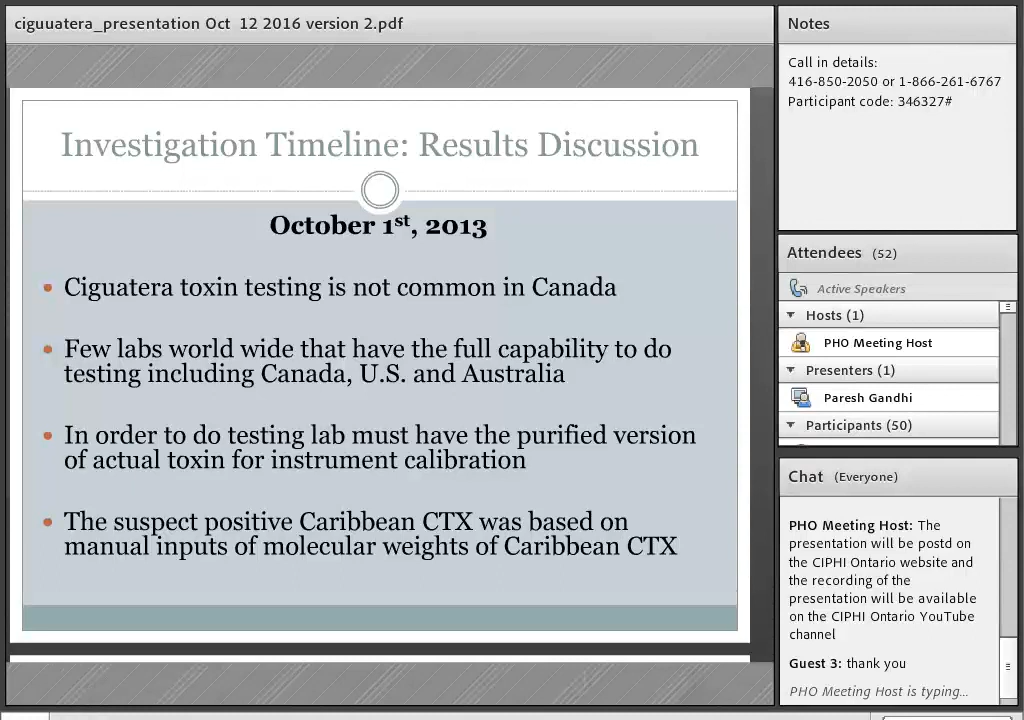 ciguuatera_presentation Oct  12 2016 version 2.pdf
Investigation Timeline: Results Discussion
October 1st, 2013
• Ciguatera toxin testing is not common in Canada
• Few labs world wide that have the full capability to do
testing including Canada, U.S. and Australia
• In order to do testing lab must have the purified version
of actual toxin for instrument calibration
• The suspect positive Caribbean CTX was based on
manual inputs of molecular weights of Caribbean CTX
Notes
Call in details:
416-850-2050 or 1-866-261-6767
Participant code: 346327#
Attendees (52)
Active Speakers
Hosts (1)
PHO Meeting Host
Presenters (1)
Paresh Gandhi
Participants (50)
Chat (Everyone)
PHO Meeting Host: The
presentation will be postd on
the CIPHI Ontario website and
the recording of the
presentation will be available
on the CIPHI Ontario YouTube
channel
Guest 3: thank you
PHO Meeting Host is typing...